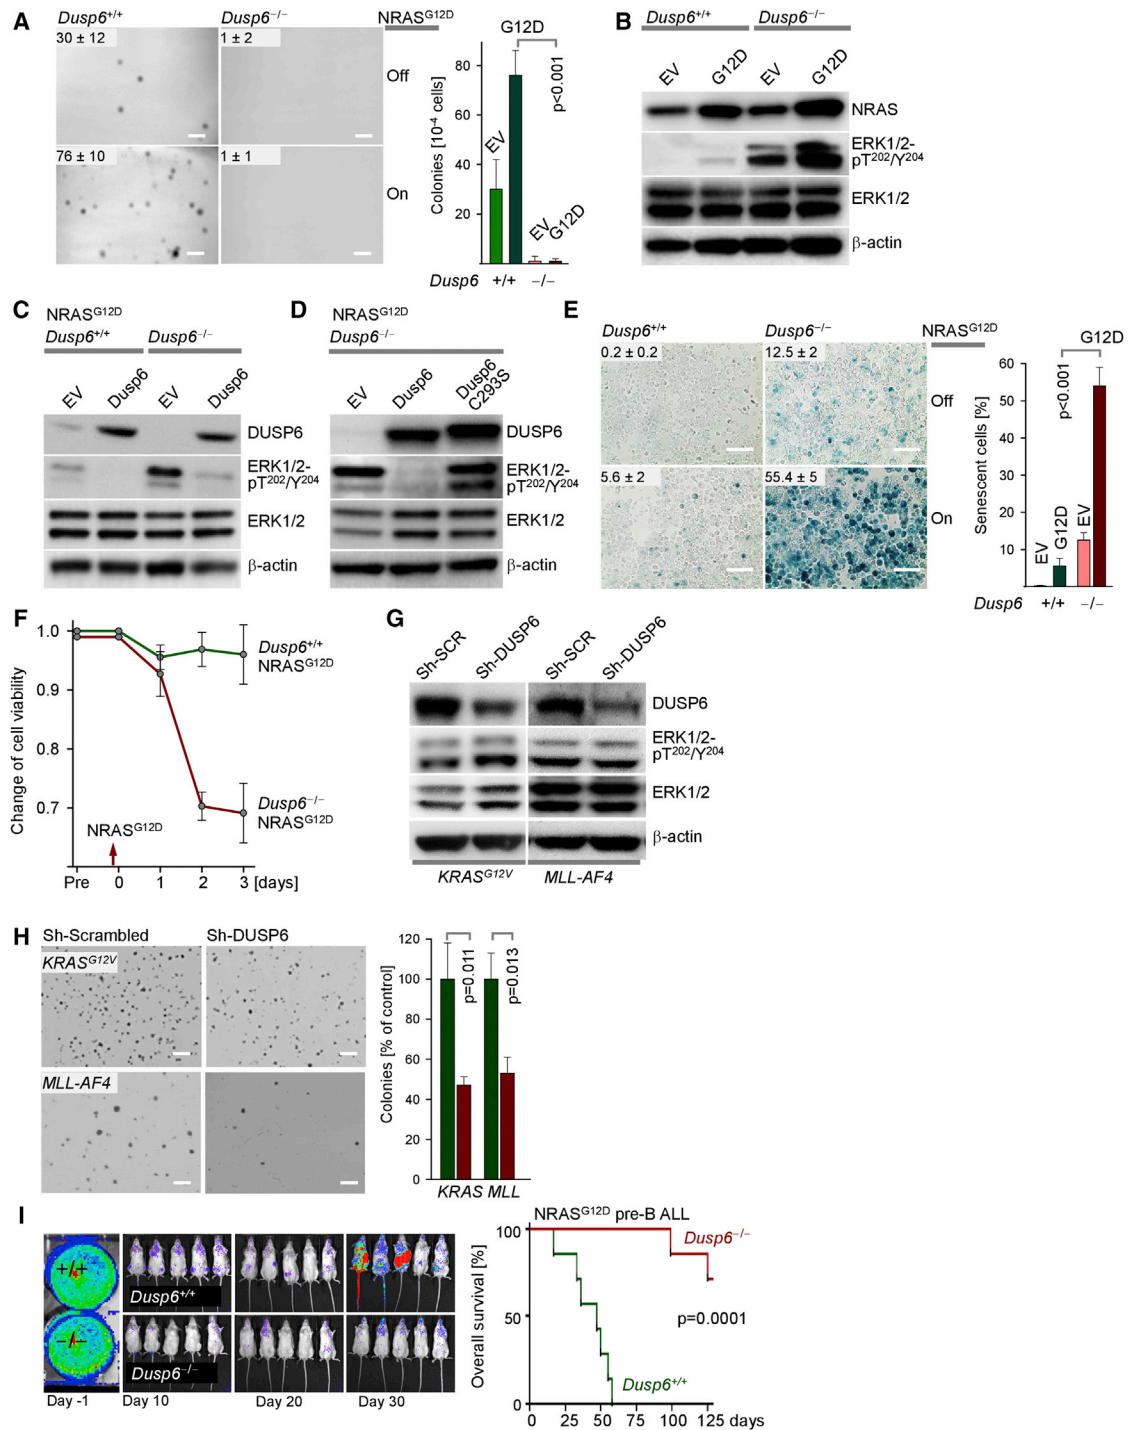 A
Dusp6+/+
Dusp6−/−
NRASG12D
30 ± 12
1 ± 2
Off
76 ± 10
1 ± 1
On
Colonies [10-4 cells]
80
60
40
20
G12D
p<0.001
EV
EV
G12D
Dusp6 +/+ −/−
B
Dusp6+/+
Dusp6−/−
EV
G12D
EV
G12D
NRAS
ERK1/2-
pT202/Y204
ERK1/2
β-actin
C
NRASG12D
Dusp6+/+
Dusp6−/−
EV
Dusp6
EV
Dusp6
DUSP6
ERK1/2-
pT202/Y204
ERK1/2
β-actin
D
NRASG12D
Dusp6−/−
EV
Dusp6
Dusp6
C293S
DUSP6
ERK1/2-
pT202/Y204
ERK1/2
β-actin
E
Dusp6+/+
Dusp6−/−
NRASG12D
0.2 ± 0.2
12.5 ± 2
Off
5.6 ± 2
55.4 ± 5
On
Senescent cells [%]
60
50
40
30
20
10
G12D
p<0.001
EV
G12D
EV
Dusp6 +/+ −/−
F
Change of cell viability
1.0
0.9
0.8
0.7
Dusp6+/+
NRASG12D
Dusp6−/−
NRASG12D
NRASG12D
Pre 0 1 2 3 [days]
G
Sh-SCR
Sh-DUSP6
Sh-SCR
Sh-DUSP6
DUSP6
ERK1/2-
pT202/Y204
ERK1/2
β-actin
KRASG12V
MLL-AF4
H
Sh-Scrambled
Sh-DUSP6
KRASG12V
MLL-AF4
Colonies [% of control]
120
100
80
60
40
20
0
p=0.011
p=0.013
KRAS MLL
I
+/+
−/−
Dusp6+/+
Dusp6−/−
Day -1
Day 10
Day 20
Day 30
NRASG12D pre-B ALL
Overall survival [%]
100
50
0
Dusp6−/−
p=0.0001
Dusp6+/+
0 25 50 75 100 125 days